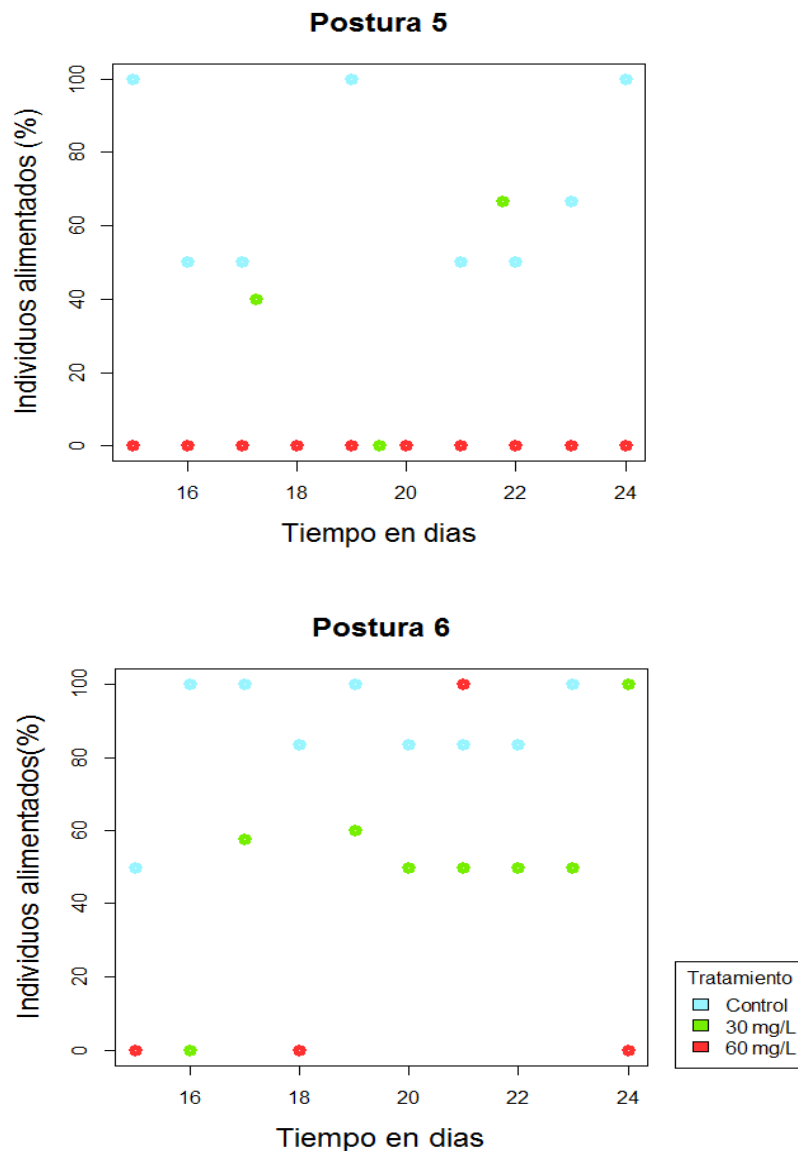 Postura 5
Individuos alimentados (%)
100
80
60
40
20
0
16 18 20 22 24
Tiempo en dias
Postura 6
Individuos alimentados(%)
100
80
60
40
20
0
16 18 20 22 24
Tiempo en dias
Tratamiento
Control
30 mg/L
60 mg/L